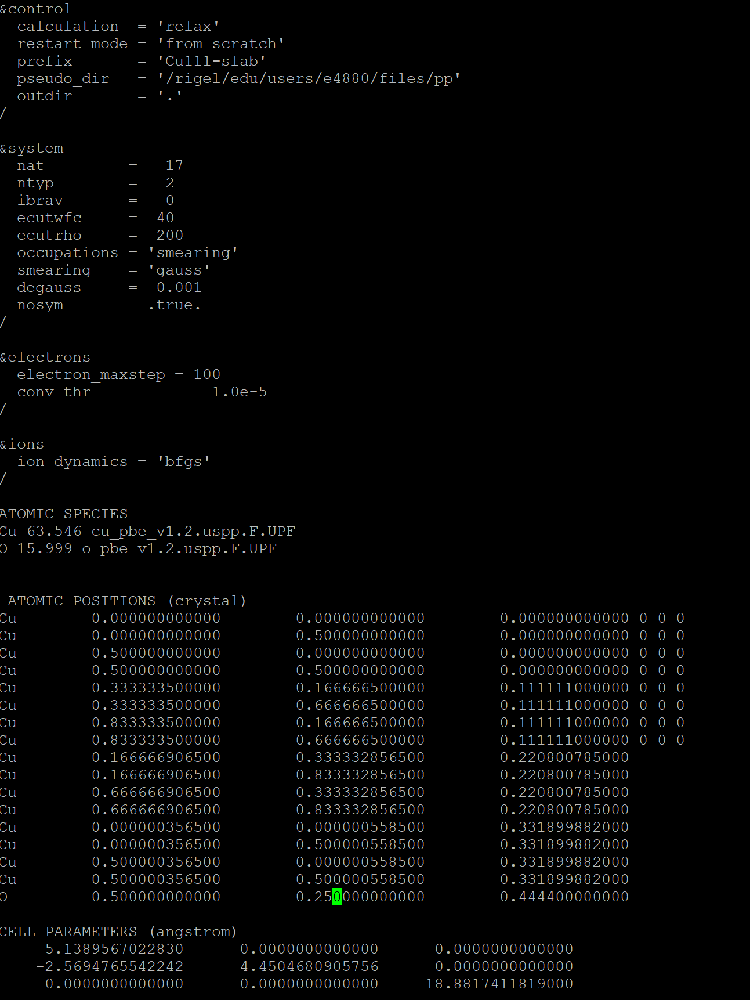 &control
  calculation  = 'relax'
  restart_mode = 'from_scratch'
  prefix       = 'Cu111-slab'
  pseudo_dir   = '/rigel/edu/users/e4880/files/pp'
  outdir       = '.'
/
&system
  nat         =   17
  ntyp        =   2
  ibrav       =   0
  ecutwfc     =  40
  ecutrho     =  200
  occupations = 'smearing'
  smearing    = 'gauss'
  degauss     =  0.001
  nosym       = .true.
/
&electrons
  electron_maxstep = 100
  conv_thr         =   1.0e-5
/
&ions
  ion_dynamics = 'bfgs'
/
ATOMIC_SPECIES
Cu 63.546 cu_pbe_v1.2.uspp.F.UPF
O 15.999 o_pbe_v1.2.uspp.F.UPF
ATOMIC_POSITIONS (crystal)
Cu        0.000000000000        0.000000000000        0.000000000000 0 0 0
Cu        0.000000000000        0.500000000000        0.000000000000 0 0 0
Cu        0.500000000000        0.000000000000        0.000000000000 0 0 0
Cu        0.500000000000        0.500000000000        0.000000000000 0 0 0
Cu        0.333333500000        0.166666500000        0.111111000000 0 0 0
Cu        0.333333500000        0.666666500000        0.111111000000 0 0 0
Cu        0.833333500000        0.166666500000        0.111111000000 0 0 0
Cu        0.833333500000        0.666666500000        0.111111000000 0 0 0
Cu        0.166666906500        0.333332856500        0.220800785000
Cu        0.166666906500        0.833332856500        0.220800785000
Cu        0.666666906500        0.333332856500        0.220800785000
Cu        0.666666906500        0.833332856500        0.220800785000
Cu        0.000000356500        0.000000558500        0.331899882000
Cu        0.000000356500        0.500000558500        0.331899882000
Cu        0.500000356500        0.000000558500        0.331899882000
Cu        0.500000356500        0.500000558500        0.331899882000
O         0.500000000000        0.250000000000        0.444400000000
CELL_PARAMETERS (angstrom)
     5.1389567022830      0.0000000000000      0.0000000000000
    -2.5694765542242      4.4504680905756      0.0000000000000
     0.0000000000000      0.0000000000000     18.8817411819000